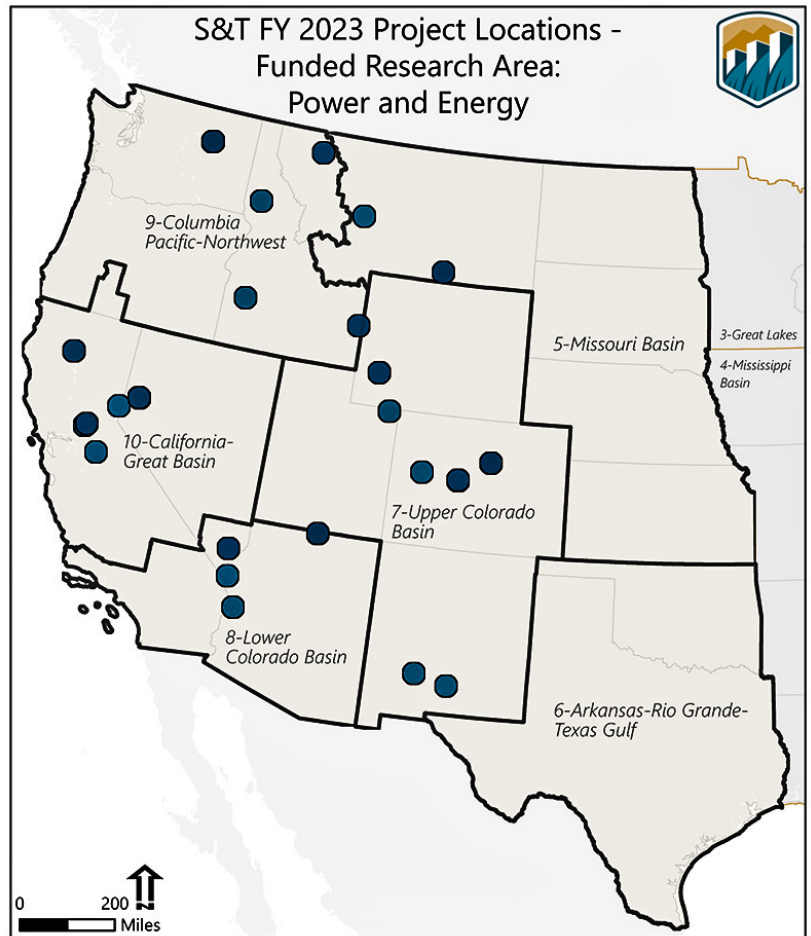 S&T FY 2023 Project Locations -
Funded Research Area:
Power and Energy
9-Columbia
Pacific-Northwest
5-Missouri Basin
3-Great Lakes
4-Mississippi
Basin
10-California-
Great Basin
7-Upper Colorado
Basin
8-Lower
Colorado Basin
6-Arkansas-Rio Grande-
Texas Gulf
N
0 200
Miles